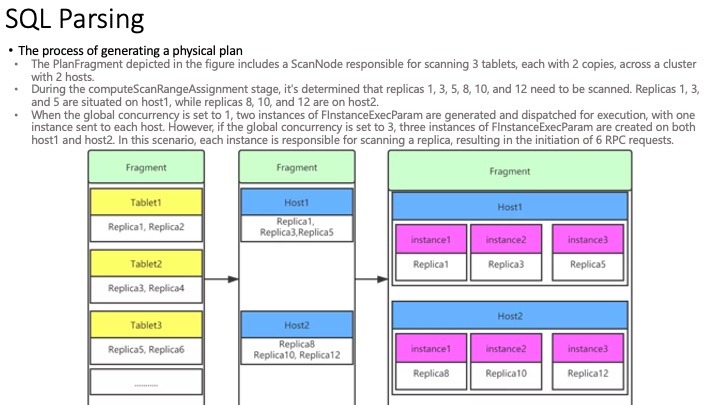 SQL Parsing
• The process of generating a physical plan
• The PlanFragment depicted in the figure includes a ScanNode responsible for scanning 3 tablets, each with 2 copies, across a cluster
with 2 hosts.
• During the computeScanRangeAssignment stage, it's determined that replicas 1, 3, 5, 8, 10, and 12 need to be scanned. Replicas 1, 3,
and 5 are situated on host1, while replicas 8, 10, and 12 are on host2.
• When the global concurrency is set to 1, two instances of FInstanceExecParam are generated and dispatched for execution, with one
instance sent to each host. However, if the global concurrency is set to 3, three instances of FInstanceExecParam are created on both
host1 and host2. In this scenario, each instance is responsible for scanning a replica, resulting in the initiation of 6 RPC requests.
Fragment
Tablet1
Replica1, Replica2
Tablet2
Replica3, Replica4
Tablet3
Replica5, Replica6
...........
Fragment
Host1
Replica1,
Replica3,Replica5
Host2
Replica8
Replica10, Replica12
Fragment
Host1
instance1
instance2
instance3
Replica1
Replica3
Replica5
Host2
instance1
instance2
instance3
Replica8
Replica10
Replica12